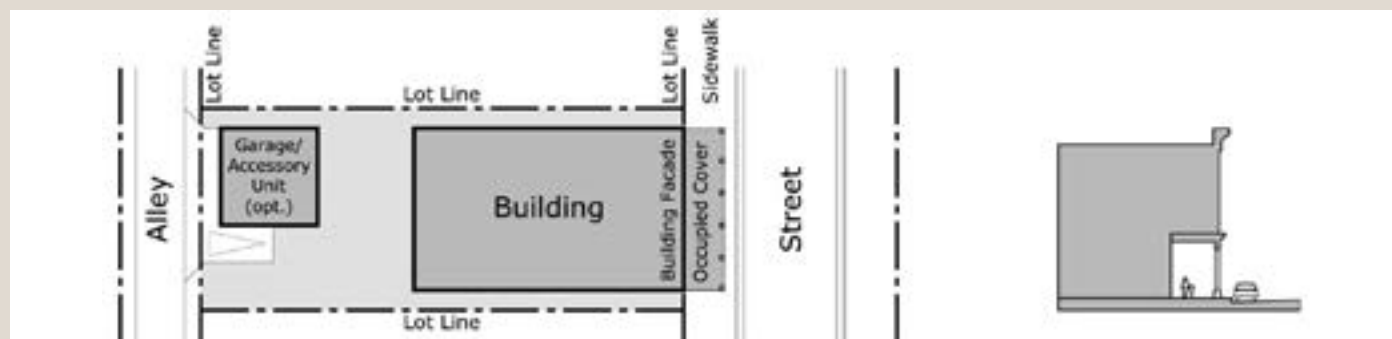 Lot Line
Lot Line
Lot Line
Sidewalk
Alley
Garage/
Accessory
Unit
(opt.)
Building
Building Facade
Occupied Cover
Street
Lot Line